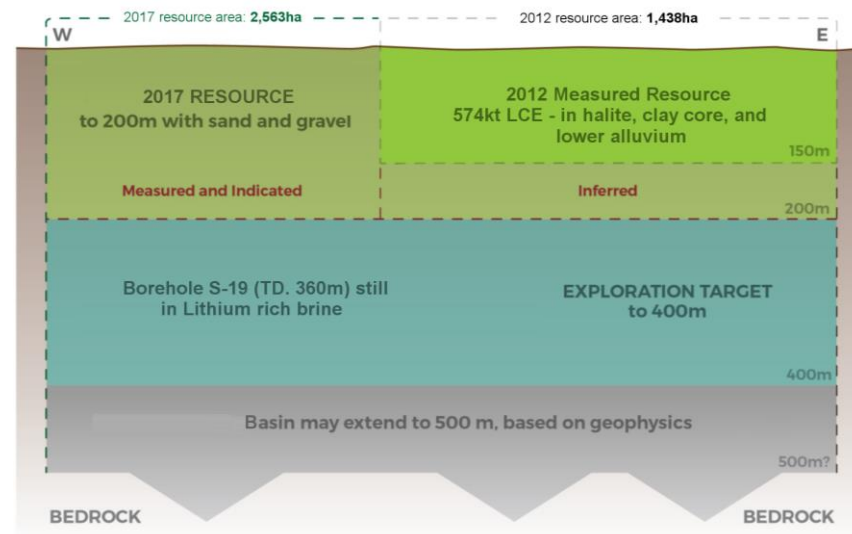 2017 resource area: 2,563ha
2012 resource area: 1,438ha
W
E
2017 RESOURCE
to 200m with sand and gravel
2012 Measured Resource
574kt LCE - in halite, clay core, and
lower alluvium
150m
Measured and Indicated
Inferred
200m
Borehole S-19 (TD. 360m) still
in Lithium rich brine
EXPLORATION TARGET
to 400m
400m
Basin may extend to 500 m, based on geophysics
500m?
BEDROCK
BEDROCK